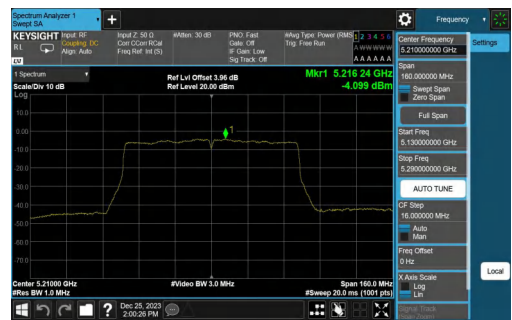 Spectrum Analyzer 1
Swept SA
+
Frequency
KEYSIGHT
RL
Input: RF
Coupling: DC
Align: Auto
Input Z: 50 Ω
Corr CCorr RCal
Freq Ref: Int (S)
#Atten: 30 dB
PNO: Fast
Gate: Off
IF Gain: Low
Sig Track: Off
#Avg Type: Power (RMS
Trig: Free Run
1 2 3 4 5 6
A W W W W W
A A A A A A
LV
1 Spectrum
Scale/Div 10 dB
Log
Ref Lvl Offset 3.96 dB
Ref Level 20.00 dBm
Mkr1 5.216 24 GHz
-4.099 dBm
1
10.0
0.00
-10.0
-20.0
-30.0
-40.0
-50.0
-60.0
-70.0
Center 5.21000 GHz
#Res BW 1.0 MHz
#Video BW 3.0 MHz
Span 160.0 MHz
#Sweep 20.0 ms (1001 pts)
Center Frequency
5.210000000 GHz
Settings
Span
160.000000 MHz
Swept Span
Zero Span
Full Span
Start Freq
5.130000000 GHz
Stop Freq
5.290000000 GHz
AUTO TUNE
CF Step
16.000000 MHz
Auto
Man
Freq Offset
0 Hz
X Axis Scale
Log
Lin
Local
Signal Track
?
Dec 25, 2023
2:00:26 PM